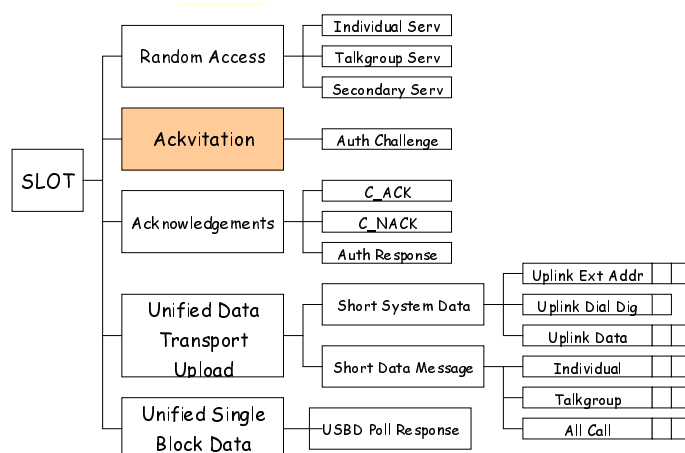 SLOT
Random Access
Individual Serv
Talkgroup Serv
Secondary Serv
Ackvitation
Auth Challenge
Acknowledgements
C_ACK
C_NACK
Auth Response
Unified Data
Transport
Upload
Short System Data
Uplink Ext Addr
Uplink Dial Dig
Uplink Data
Short Data Message
Individual
Talkgroup
All Call
Unified Single
Block Data
USBD Poll Response